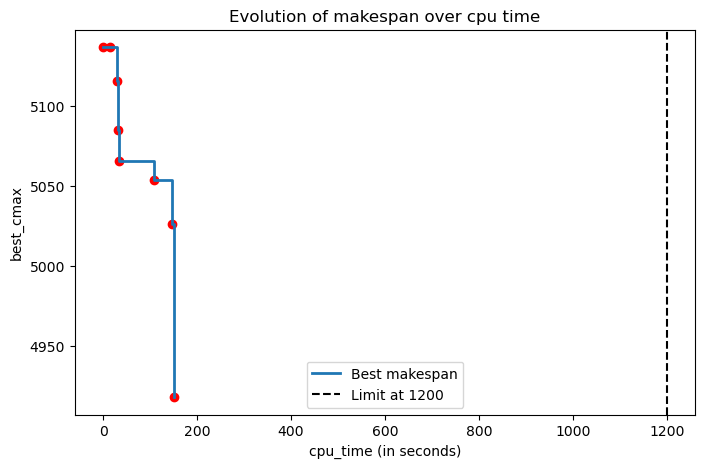 Evolution of makespan over cpu time
best_cmax
5100
5050
5000
4950
Best makespan
Limit at 1200
0
200
400
600
800
1000
1200
cpu_time (in seconds)